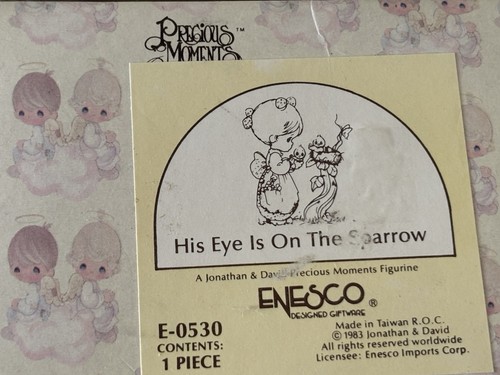 PRECIOUS MOMENTS™
His Eye Is On The Sparrow
A Jonathan & David Precious Moments Figurine
ENESCO®
DESIGNED GIFTWARE
E-0530
CONTENTS:
1 PIECE
Made in Taiwan R.O.C.
© 1983 Jonathan & David
All rights reserved worldwide
Licensee: Enesco Imports Corp.